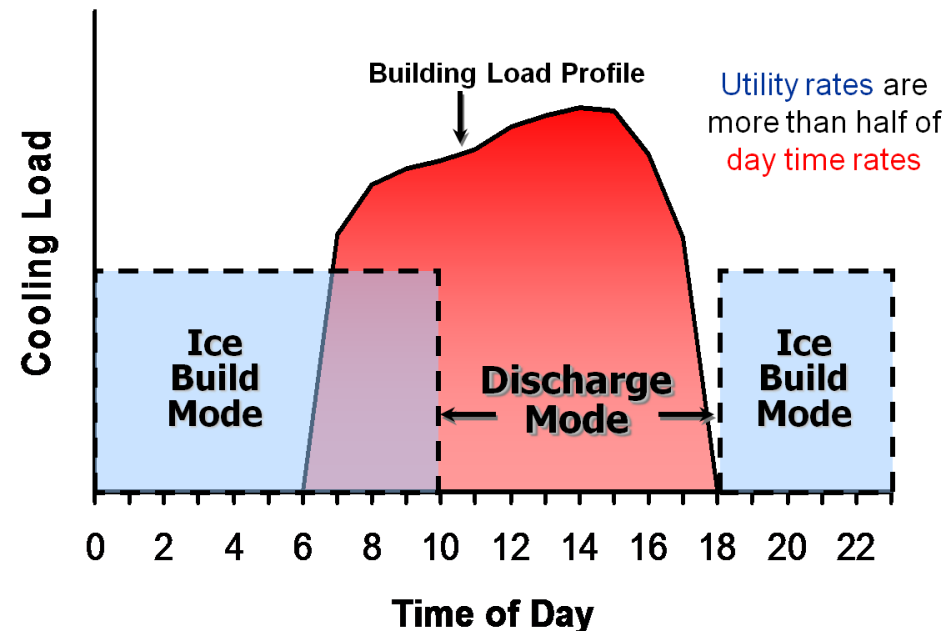 Building Load Profile
Utility rates are
more than half of
day time rates
Cooling Load
Ice
Build
Mode
Discharge
Mode
Ice
Build
Mode
0 2 4 6 8 10 12 14 16 18 20 22
Time of Day